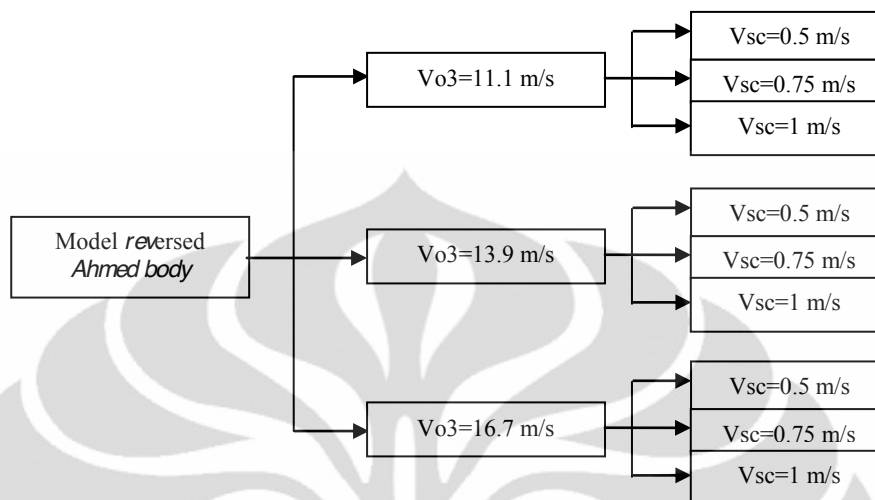 Model reversed
Ahmed body
Vo3=11.1 m/s
Vsc=0.5 m/s
Vsc=0.75 m/s
Vsc=1 m/s
Vo3=13.9 m/s
Vsc=0.5 m/s
Vsc=0.75 m/s
Vsc=1 m/s
Vo3=16.7 m/s
Vsc=0.5 m/s
Vsc=0.75 m/s
Vsc=1 m/s